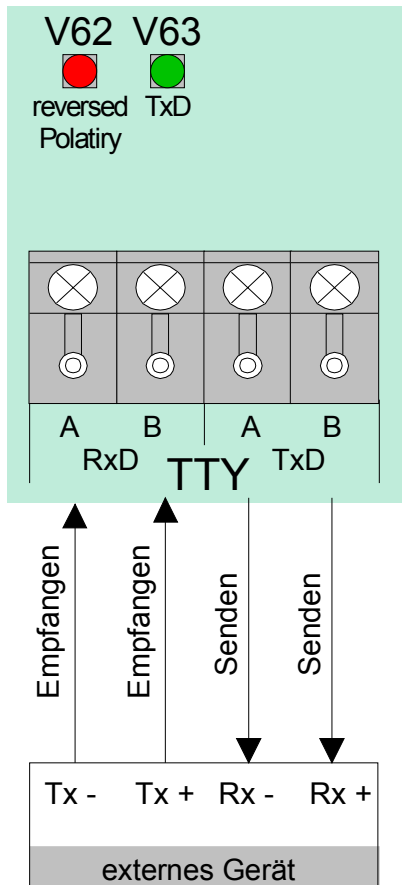 V62 V63
reversed TxD
Polatiry
A B A B
RxD TTY TxD
Empfangen Empfangen Senden Senden
Tx - Tx + Rx - Rx +
externes Gerät